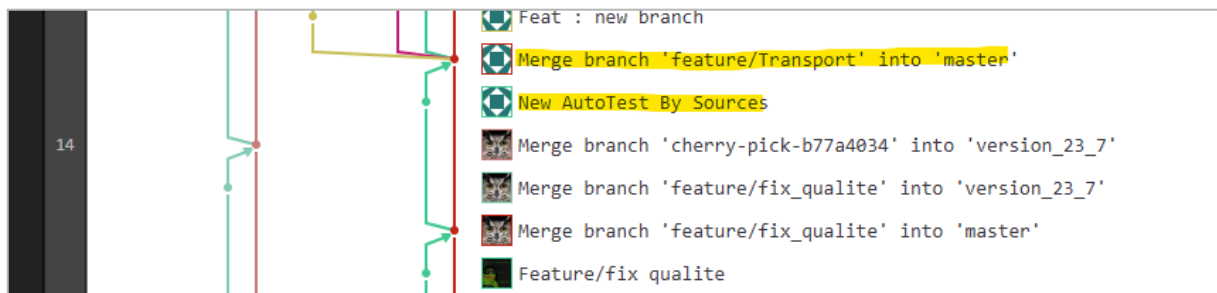 Feat : new branch
Merge branch 'feature/Transport' into 'master'
New AutoTest By Sources
14
Merge branch 'cherry-pick-b77a4034' into 'version_23_7'
Merge branch 'feature/fix_qualite' into 'version_23_7'
Merge branch 'feature/fix_qualite' into 'master'
Feature/fix qualite